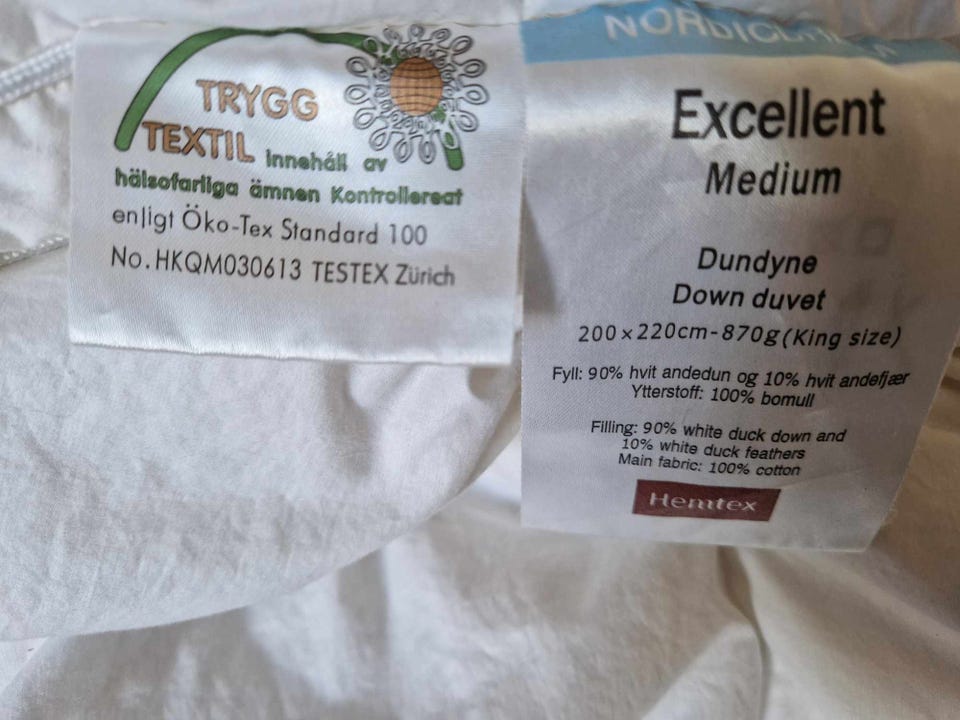 TRYGG
TEXTIL innehåll av
hälsofarliga ämnen Kontrollereat
enligt Öko-Tex Standard 100
No.HKQM030613 TESTEX Zürich
Excellent
Medium
Dundyne
Down duvet
200×220cm-870g(King size)
Fyll: 90% hvit andedun og 10% hvit andefjær
Ytterstoff: 100% bomull
Filling: 90% white duck down and
10% white duck feathers
Main fabric: 100% cotton
Hemtex